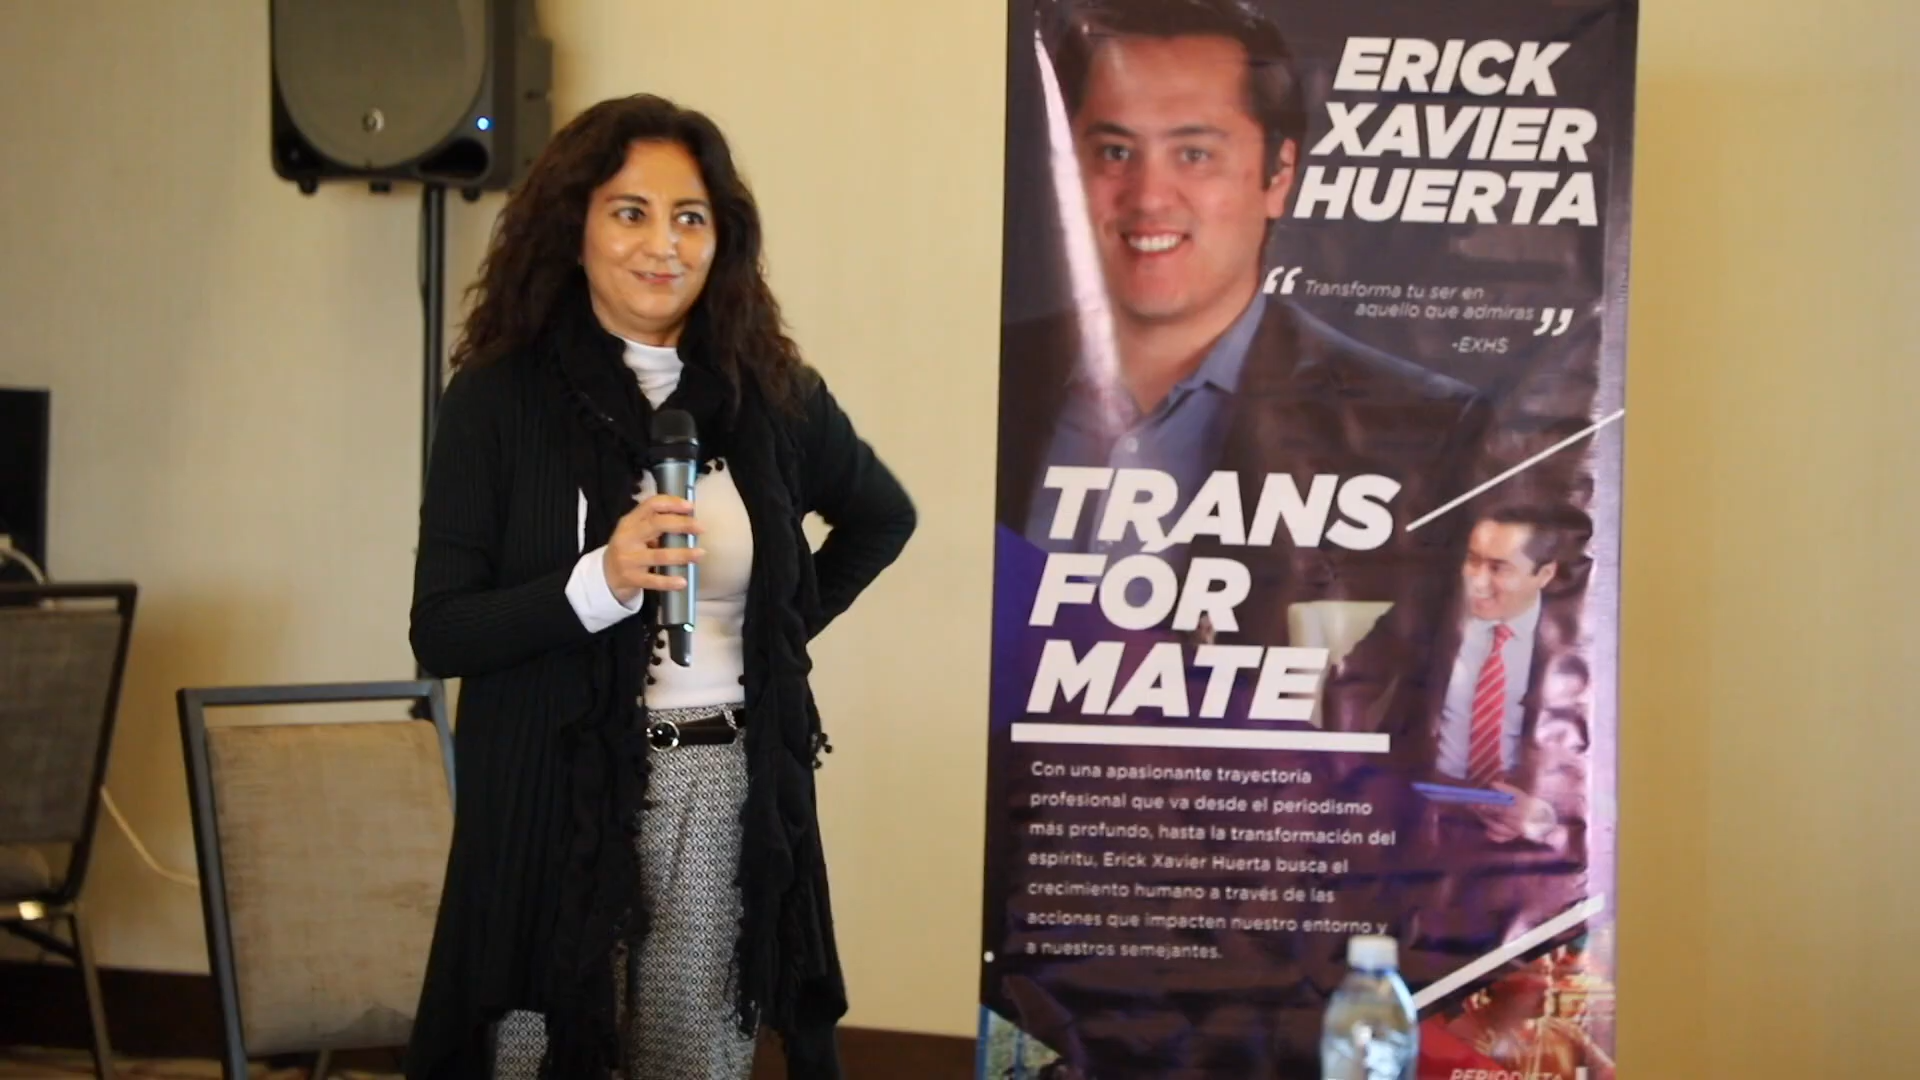 ERICK
XAVIER
HUERTA
“ Transforma tu ser en
aquello que admiras ”
-EXHS
TRANS
FÓR
MATE
Con una apasionante trayectoria
profesional que va desde el periodismo
más profundo, hasta la transformación del
espíritu, Erick Xavier Huerta busca el
crecimiento humano a través de las
acciones que impacten nuestro entorno y
a nuestros semejantes.
PERIODISTA